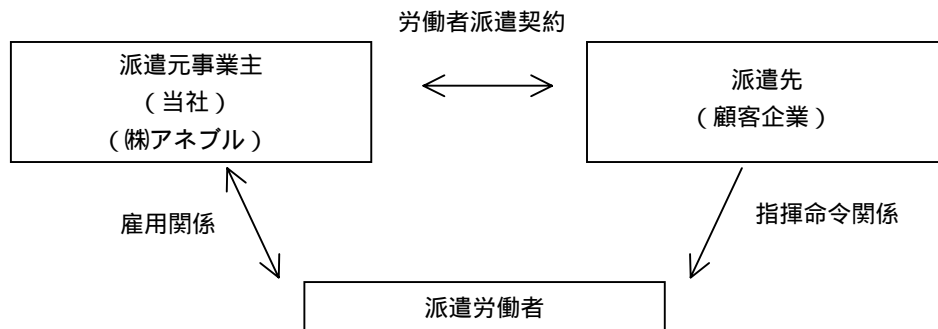 労働者派遣契約
派遣元事業主
（当社）
（㈱アネブル）
派遣先
（顧客企業）
雇用関係
指揮命令関係
派遣労働者